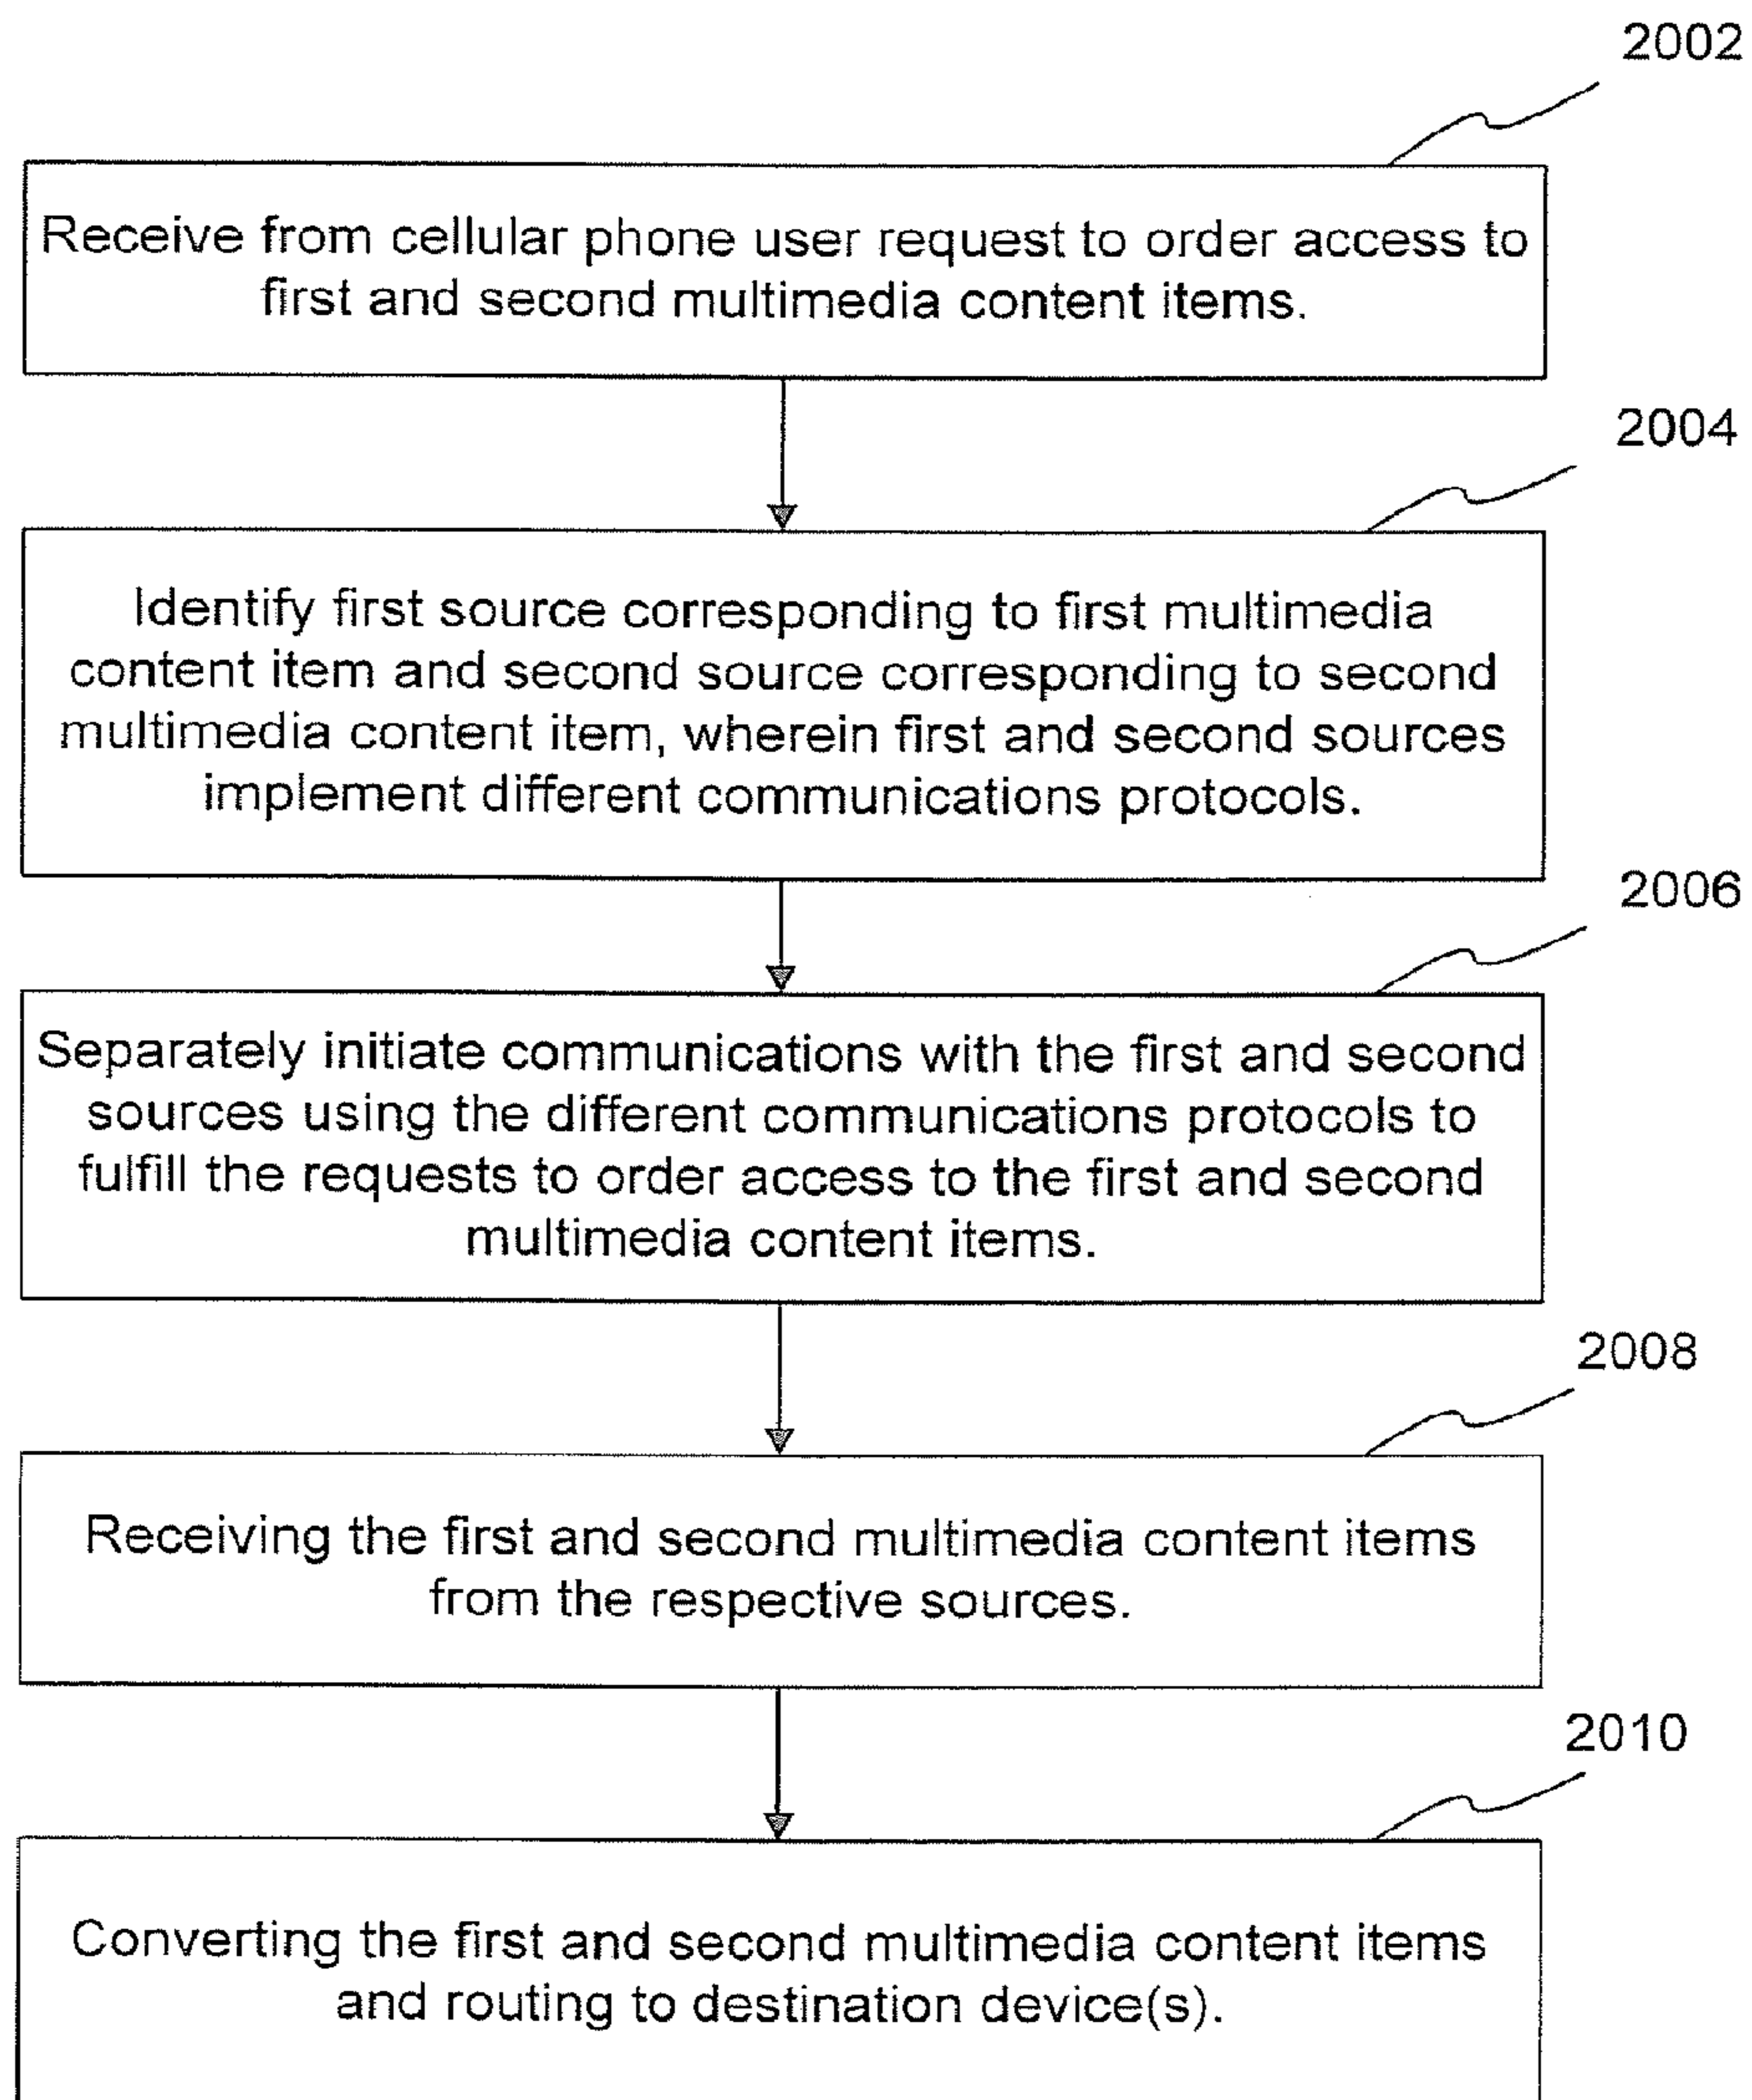 2002
Receive from cellular phone user request to order access to
first and second multimedia content items.
2004
Identify first source corresponding to first multimedia
content item and second source corresponding to second
multimedia content item, wherein first and second sources
implement different communications protocols.
2006
Separately initiate communications with the first and second
sources using the different communications protocols to
fulfill the requests to order access to the first and second
multimedia content items.
2008
Receiving the first and second multimedia content items
from the respective sources.
2010
Converting the first and second multimedia content items
and routing to destination device(s).